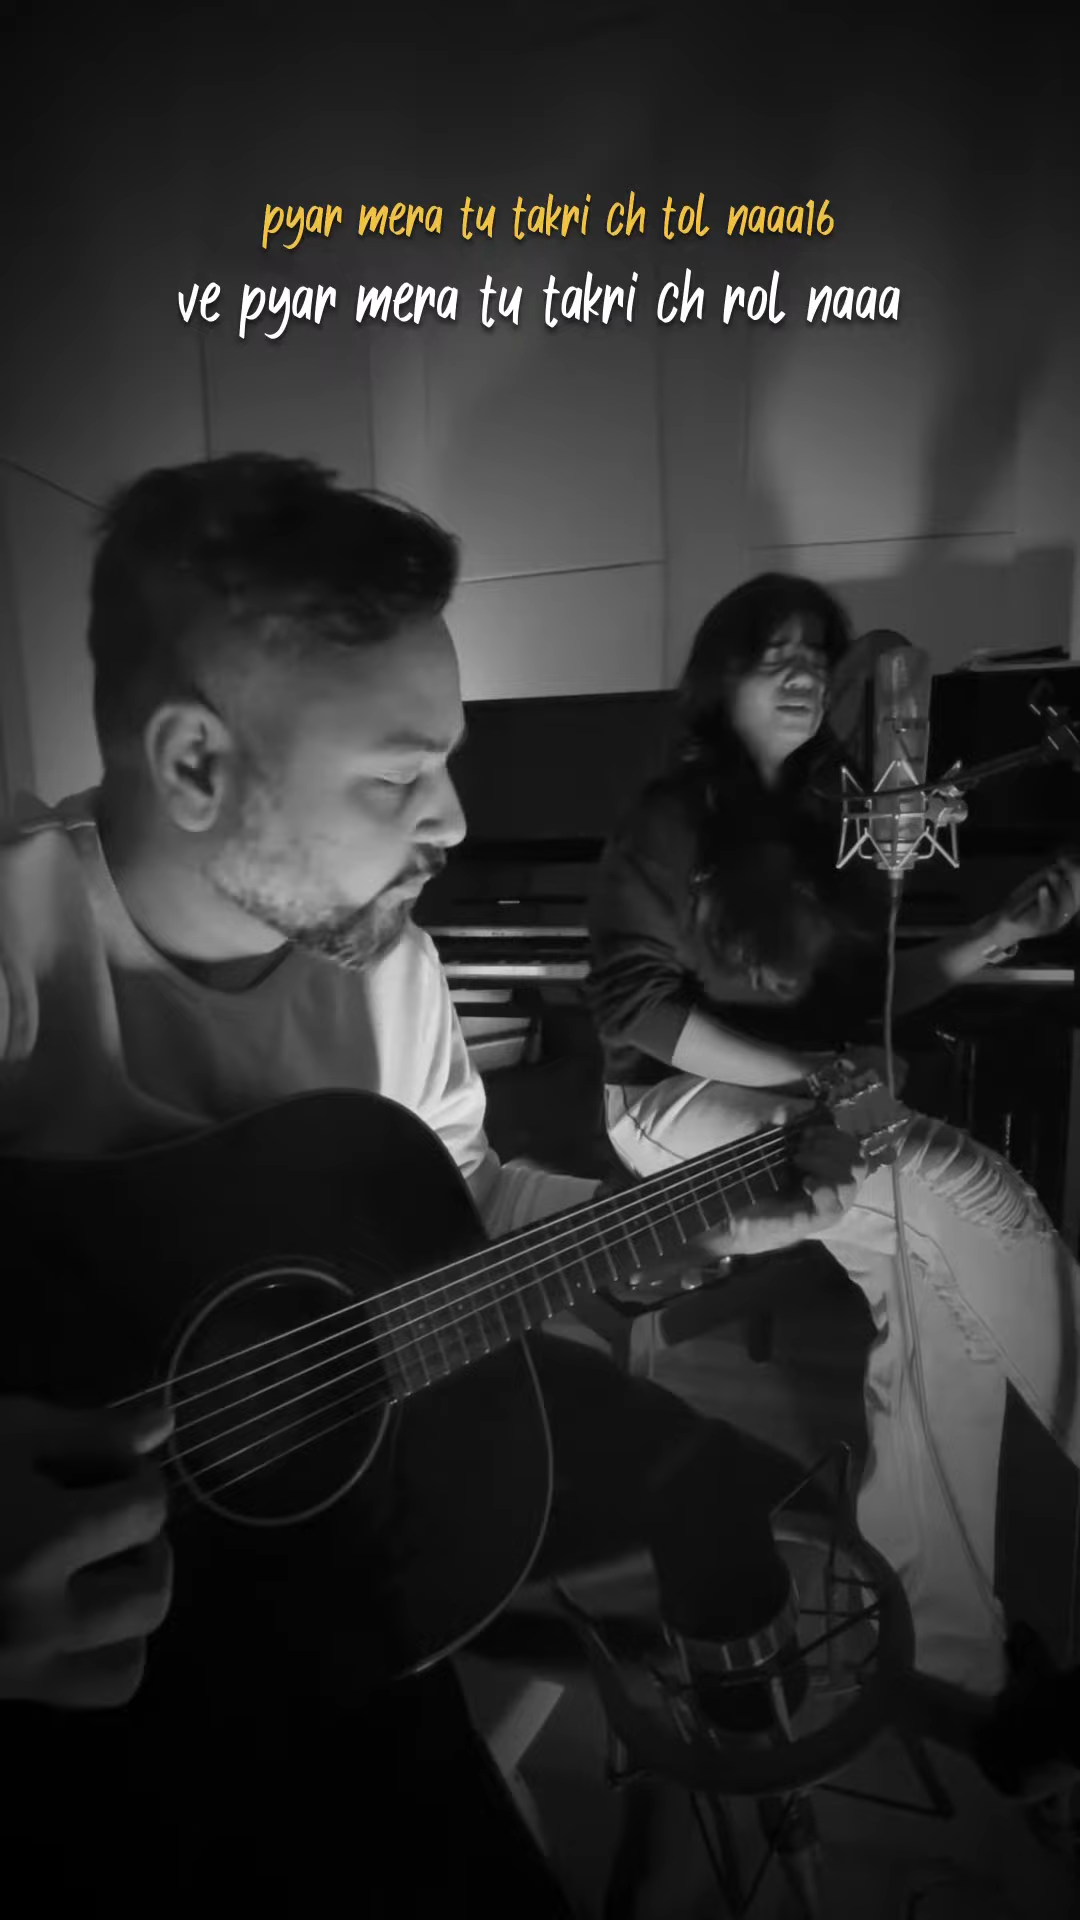 pyar mera tu takri ch tol naaa16
ve pyar mera tu takri ch rol naaa